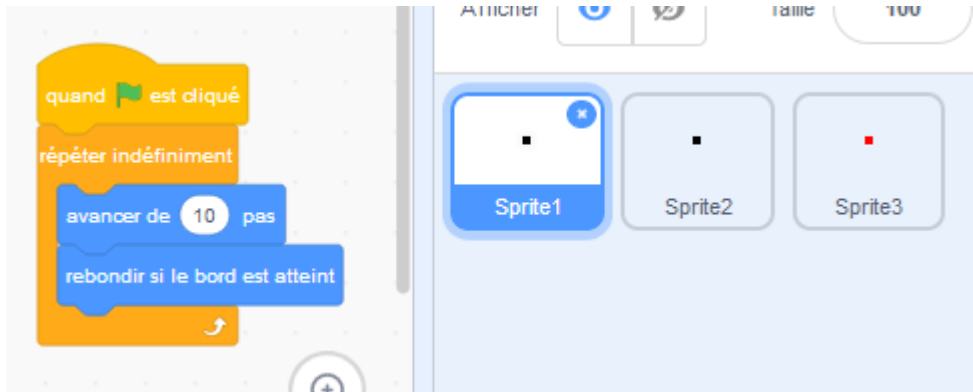 quand est cliqué
répéter indéfiniment
avancer de 10 pas
rebondir si le bord est atteint
Afficher Taille 100
Sprite1 Sprite2 Sprite3